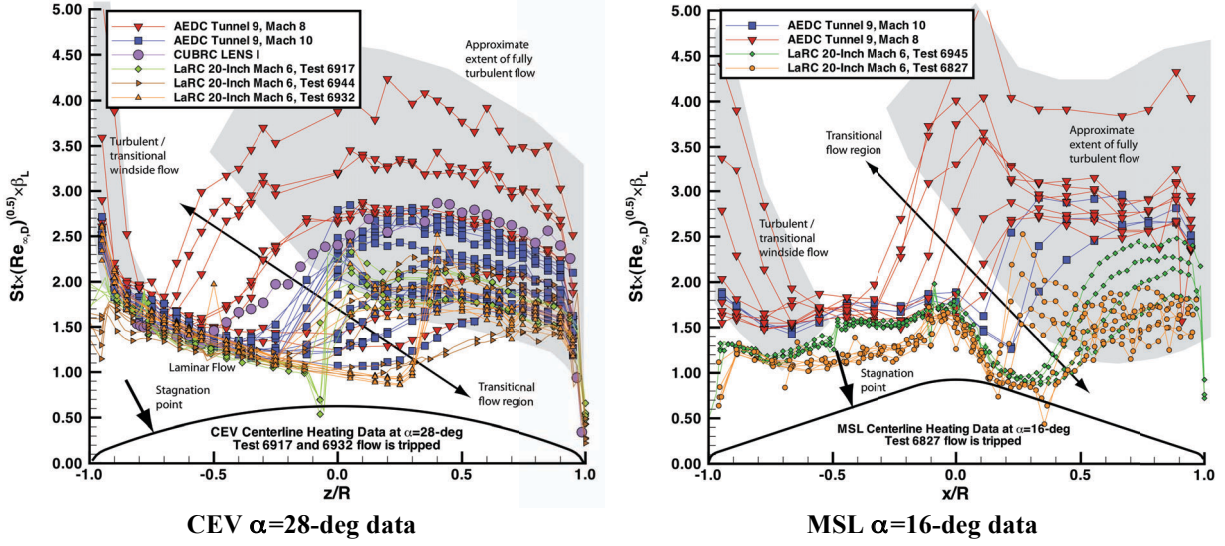 AEDC Tunnel 9, Mach 8
AEDC Tunnel 9, Mach 10
CUBRC LENS I
LaRC 20-Inch Mach 6, Test 6917
LaRC 20-Inch Mach 6, Test 6944
LaRC 20-Inch Mach 6, Test 6932
Approximate
extent of fully
turbulent flow
Turbulent /
transitional
windside flow
Laminar Flow
Stagnation
point
Transitional
flow region
CEV Centerline Heating Data at α=28-deg
Test 6917 and 6932 flow is tripped
5.00
4.50
4.00
3.50
3.00
2.50
2.00
1.50
1.00
0.50
0.00
-1.0
-0.5
0.0
0.5
1.0
z/R
St×(Re∞,D)(0.5)×βL
CEV α=28-deg data
AEDC Tunnel 9, Mach 10
AEDC Tunnel 9, Mach 8
LaRC 20-Inch Mach 6, Test 6945
LaRC 20-Inch Mach 6, Test 6827
Transitional
flow region
Approximate
extent of fully
turbulent flow
Turbulent /
transitional
windside flow
Stagnation
point
MSL Centerline Heating Data at α=16-deg
Test 6827 flow is tripped
5.00
4.50
4.00
3.50
3.00
2.50
2.00
1.50
1.00
0.50
0.00
-1.0
-0.5
0.0
0.5
1.0
x/R
St×(Re∞,D)(0.5)×βL
MSL α=16-deg data